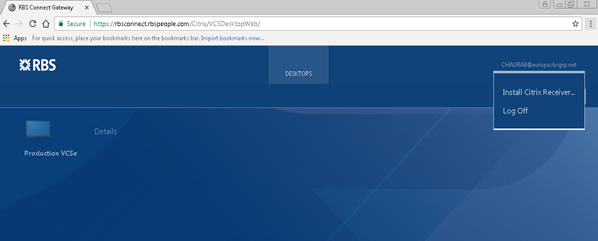 RBS Connect Gateway
Secure | https://rbsconnect.rbspeople.com/Citrix/VCSDesktopWeb/
Apps For quick access, place your bookmarks here on the bookmarks bar. Import bookmarks now...
RBS
DESKTOPS
CHAURAB@europa.rbsgrp.net
Install Citrix Receiver...
Log Off
Details
Production VCSe